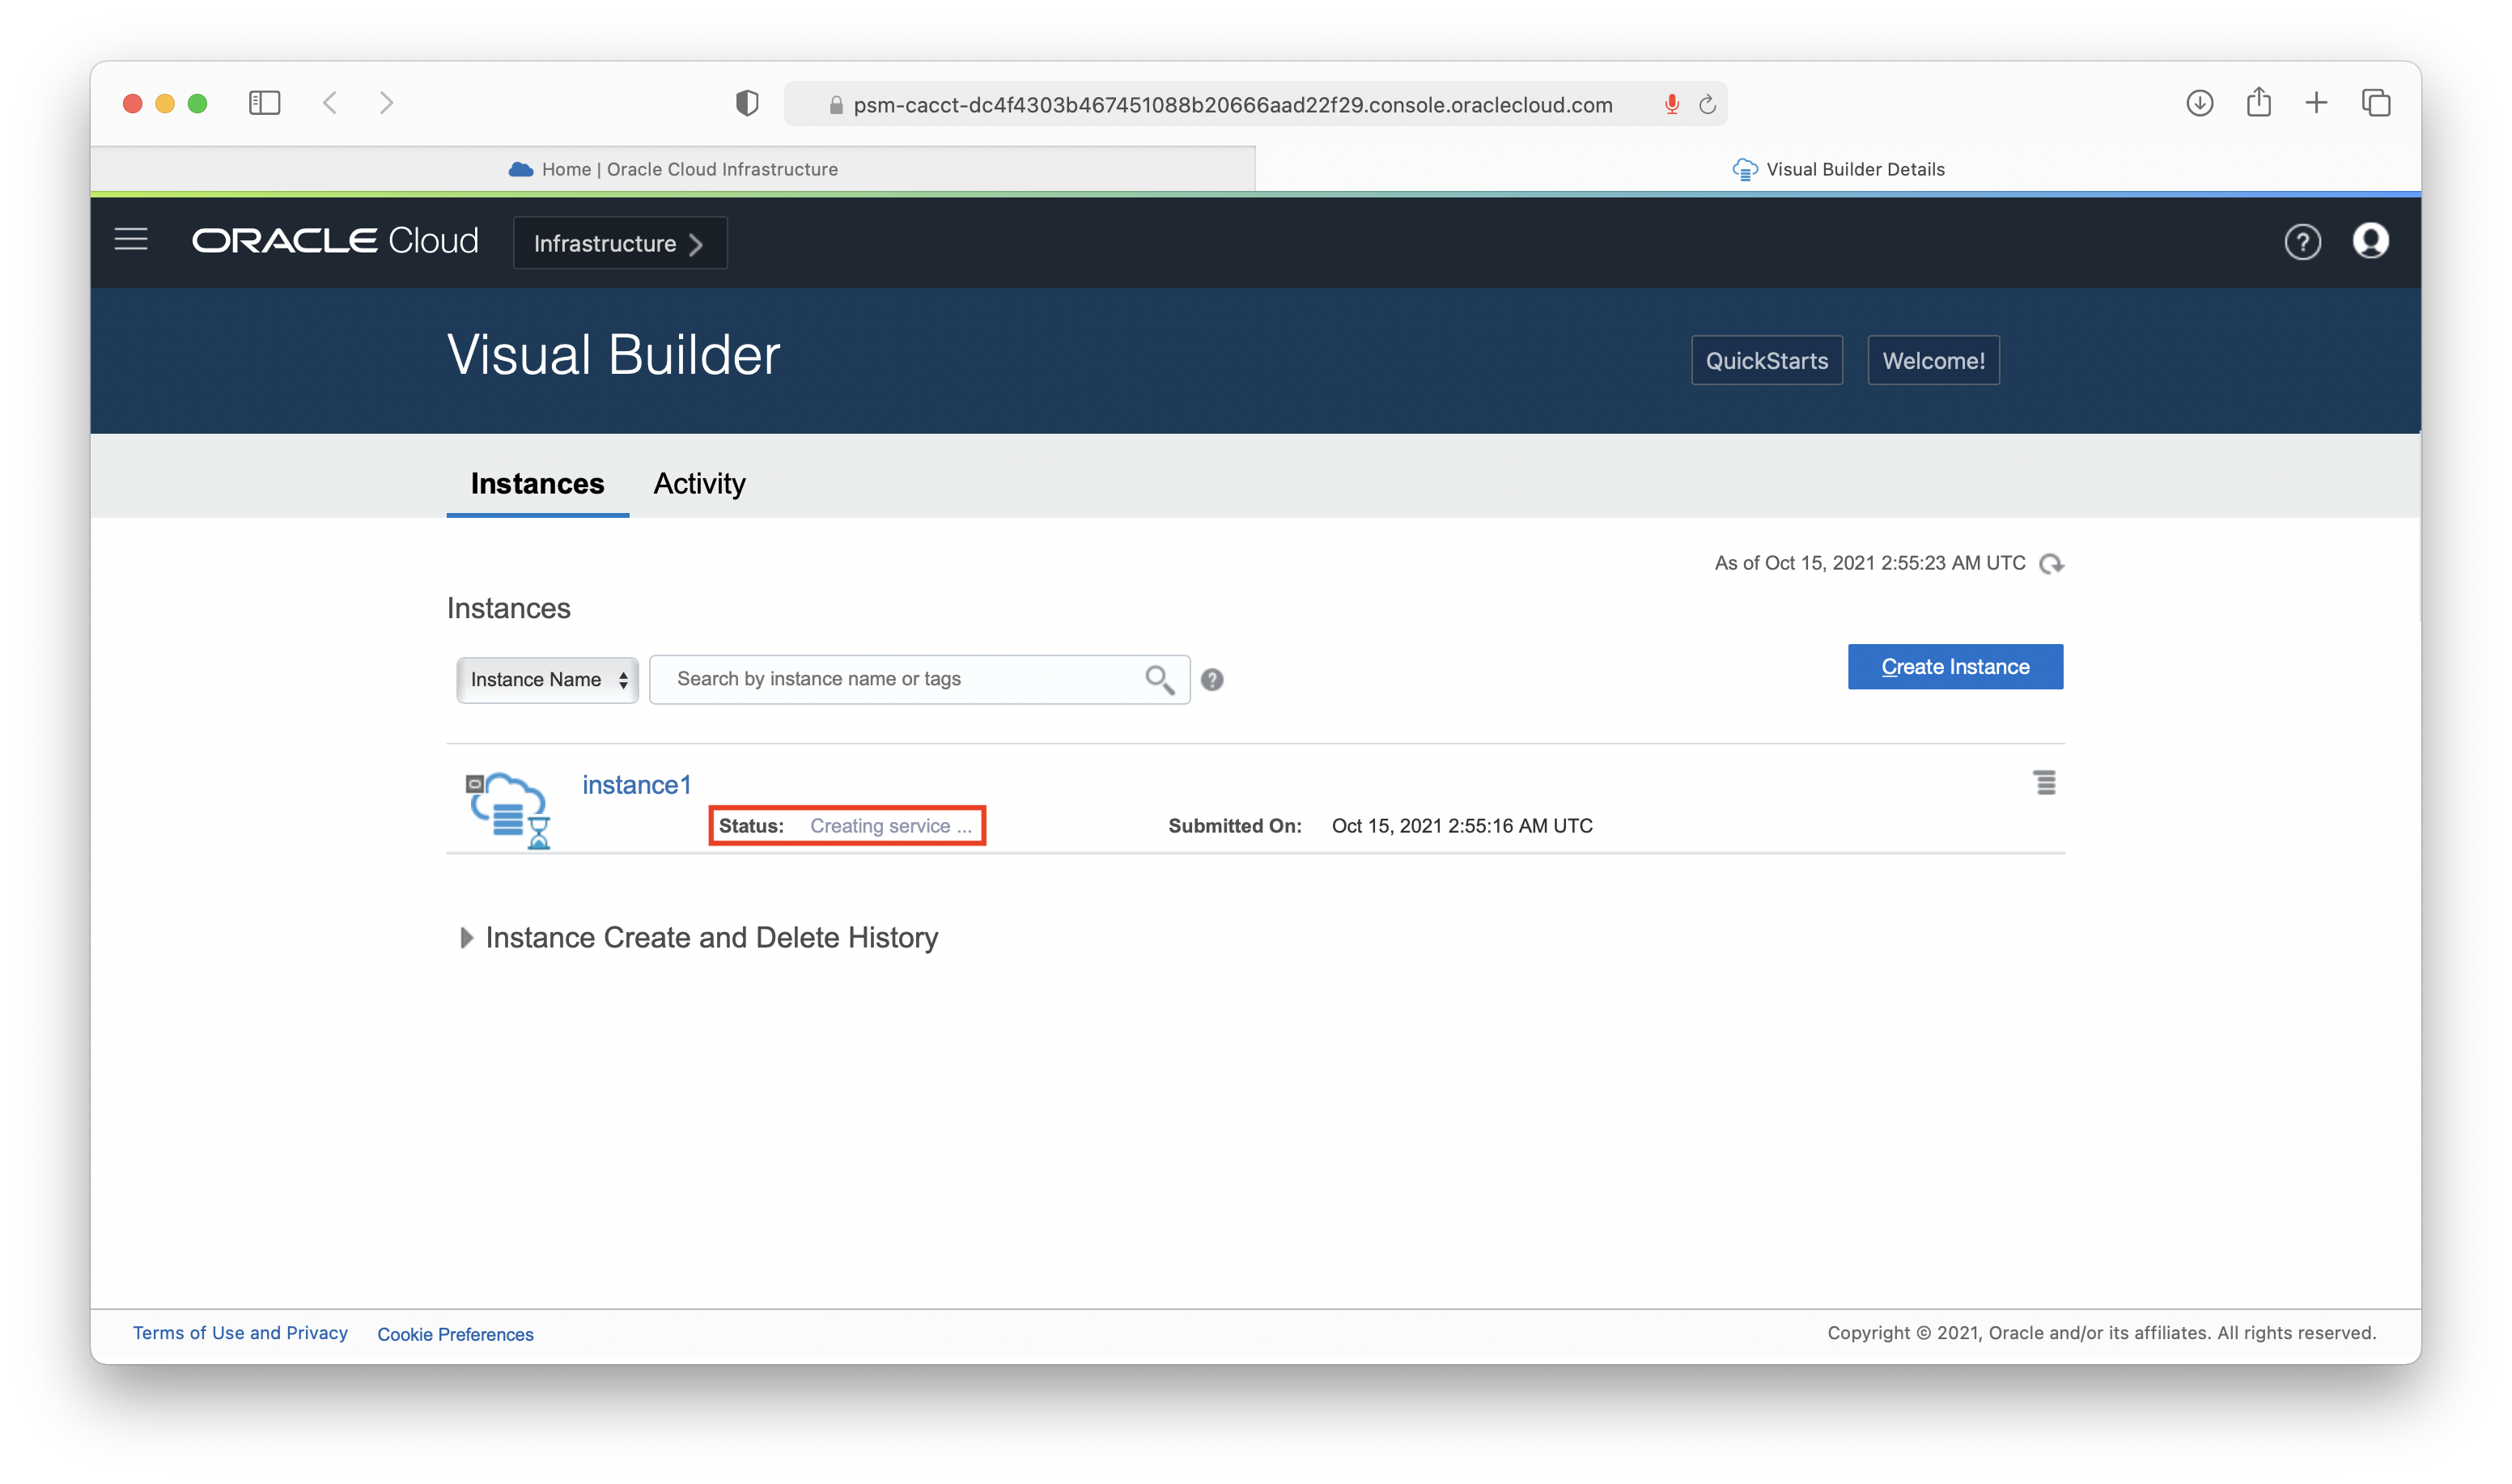 psm-cacct-dc4f4303b467451088b20666aad22f29.console.oraclecloud.com
Home | Oracle Cloud Infrastructure
Visual Builder Details
ORACLE Cloud
Infrastructure
?
Visual Builder
QuickStarts
Welcome!
Instances
Activity
As of Oct 15, 2021 2:55:23 AM UTC
Instances
Instance Name
Search by instance name or tags
?
Create Instance
instance1
Status: Creating service ...
Submitted On: Oct 15, 2021 2:55:16 AM UTC
Instance Create and Delete History
Terms of Use and Privacy
Cookie Preferences
Copyright © 2021, Oracle and/or its affiliates. All rights reserved.